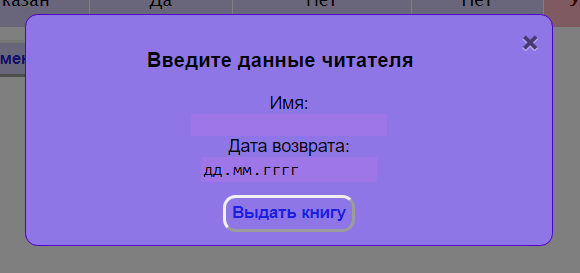 казан Да Нет Нет
×
Введите данные читателя
Имя:
Дата возврата:
дд.мм.гггг
Выдать книгу